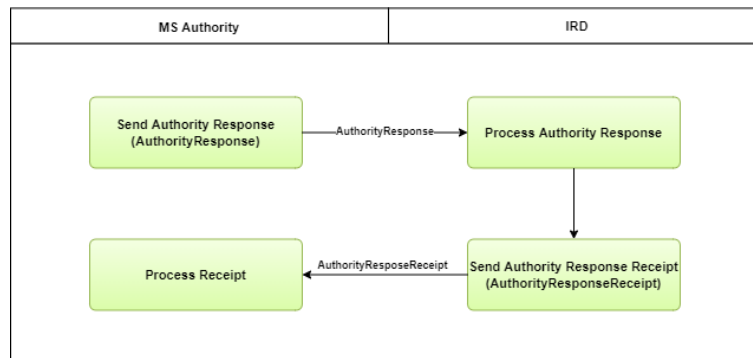 MS Authority
IRD
Send Authority Response
(AuthorityResponse)
AuthorityResponse
Process Authority Response
Process Receipt
AuthorityResposeReceipt
Send Authority Response Receipt
(AuthorityResponseReceipt)